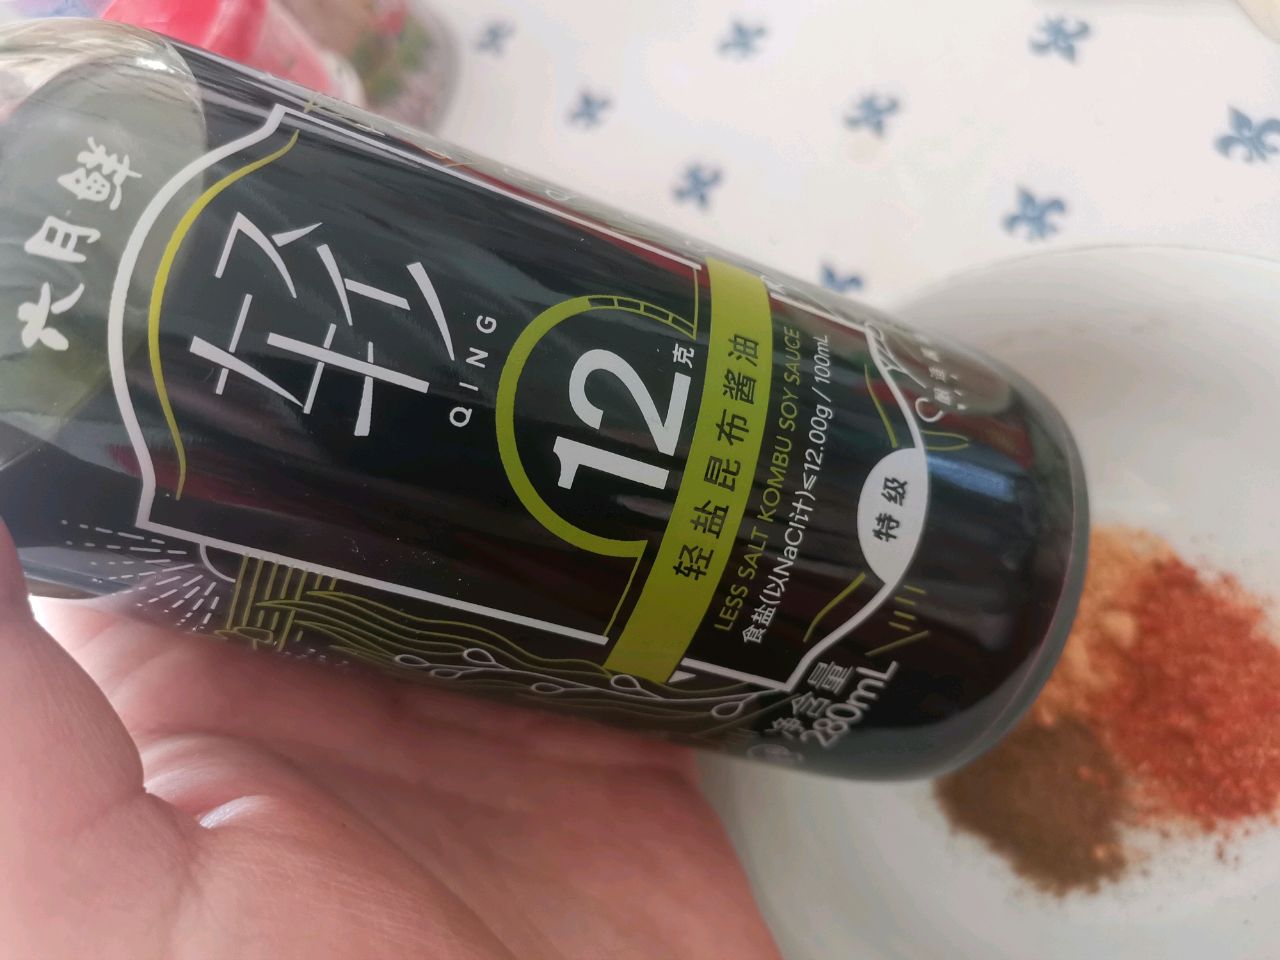 六月鲜
轻
QING
12克
轻盐昆布酱油
LESS SALT KOMBU SOY SAUCE
食盐(以NaCl计)≤12.00g/100mL
特级
净含量
280mL